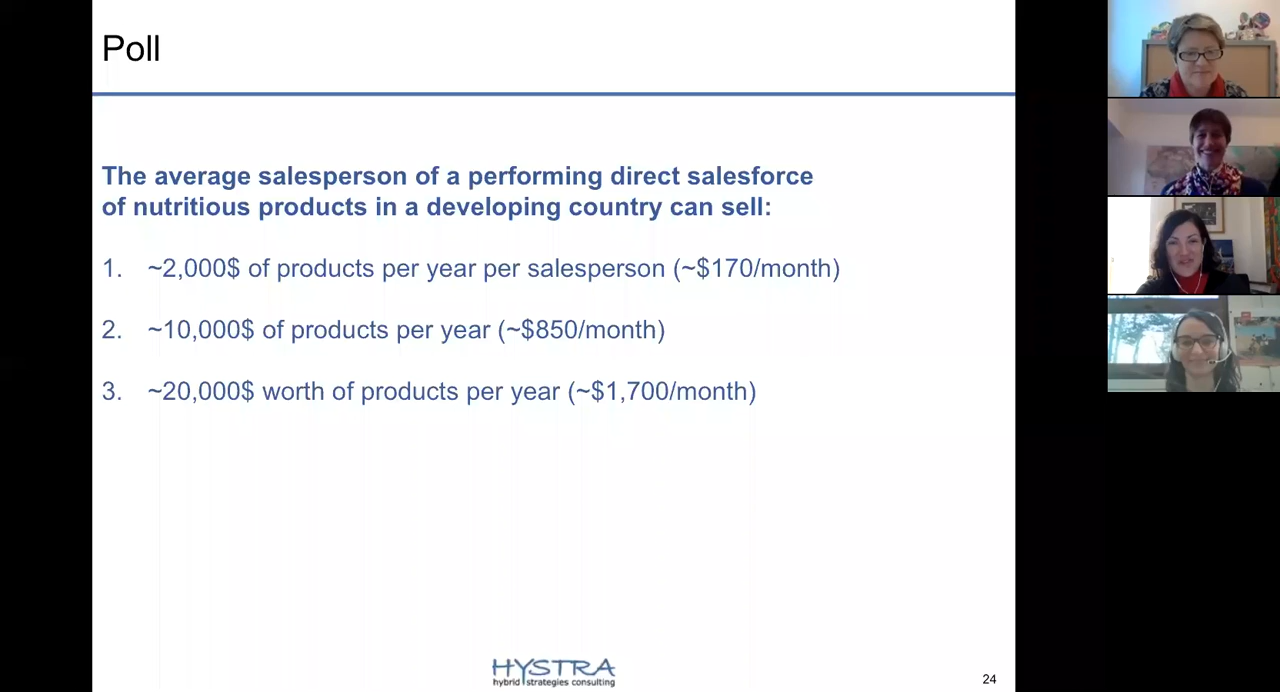 Poll
The average salesperson of a performing direct salesforce
of nutritious products in a developing country can sell:
1. ~2,000$ of products per year per salesperson (~$170/month)
2. ~10,000$ of products per year (~$850/month)
3. ~20,000$ worth of products per year (~$1,700/month)
HYSTRA
hybrid strategies consulting
24